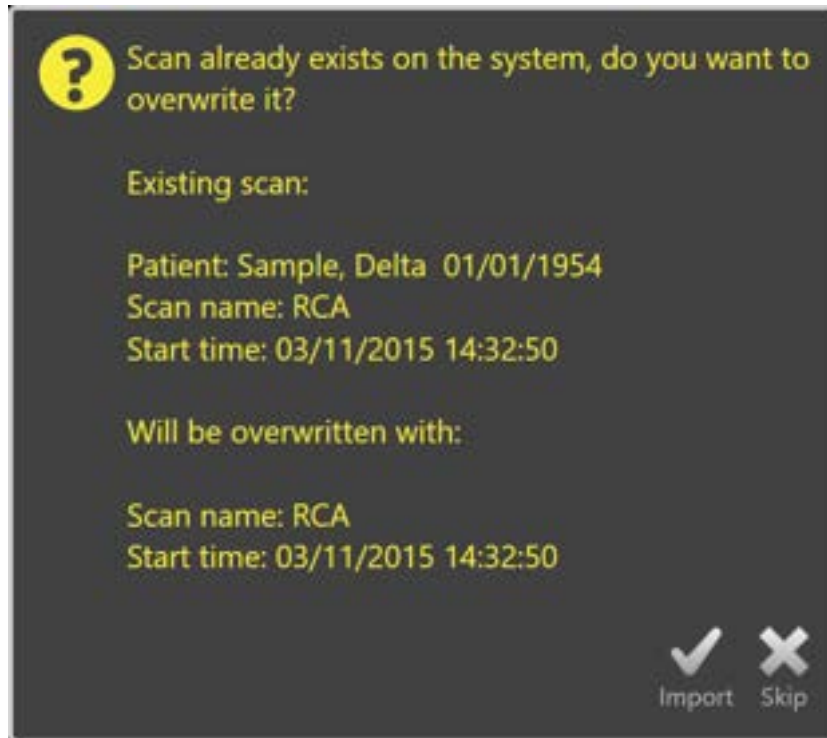 ?
Scan already exists on the system, do you want to
overwrite it?
Existing scan:
Patient: Sample, Delta 01/01/1954
Scan name: RCA
Start time: 03/11/2015 14:32:50
Will be overwritten with:
Scan name: RCA
Start time: 03/11/2015 14:32:50
Import Skip